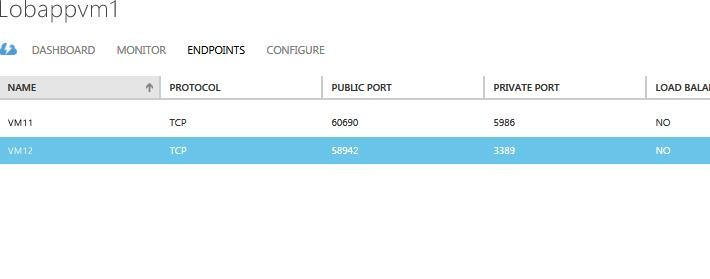 Lobappvm1
DASHBOARD MONITOR ENDPOINTS CONFIGURE
NAME PROTOCOL PUBLIC PORT PRIVATE PORT LOAD BALA
VM11 TCP 60690 5986 NO
VM12 TCP 58942 3389 NO